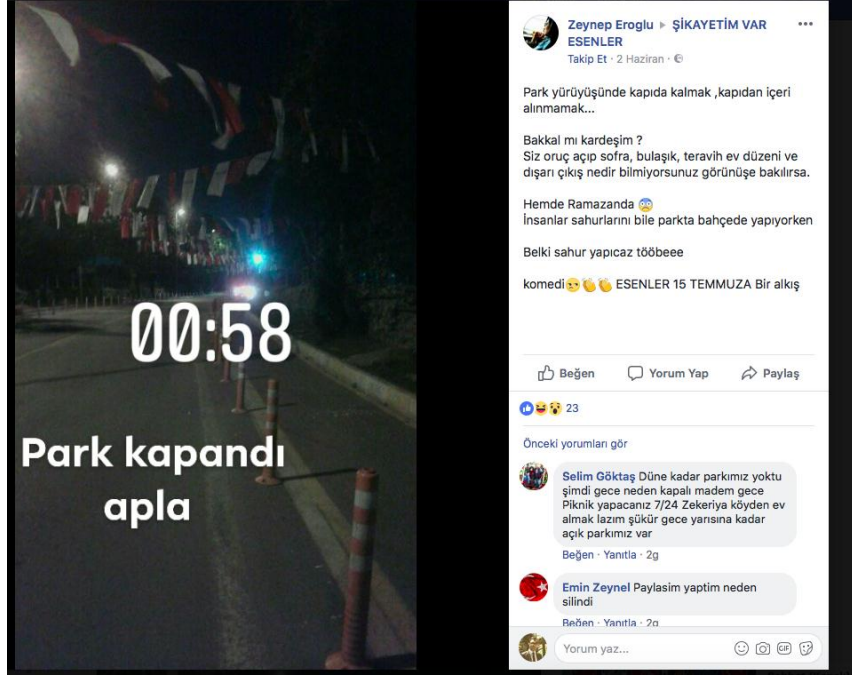 00:58
Park kapandı
apla
Zeynep Eroglu ▸ ŞİKAYETİM VAR
ESENLER
Takip Et · 2 Haziran ·
Park yürüyüşünde kapıda kalmak ,kapıdan içeri
alınmamak...
Bakkal mı kardeşim ?
Siz oruç açıp sofra, bulaşık, teravih ev düzeni ve
dışarı çıkış nedir bilmiyorsunuz görünüşe bakılırsa.
Hemde Ramazanda 😨
İnsanlar sahurlarını bile parkta bahçede yapıyorken
Belki sahur yapıcaz tööbeee
komedi😒👏👏 ESENLER 15 TEMMUZA Bir alkış
Beğen Yorum Yap Paylaş
23
Önceki yorumları gör
Selim Göktaş Düne kadar parkımız yoktu
şimdi gece neden kapalı madem gece
Piknik yapacanız 7/24 Zekeriya köyden ev
almak lazım şükür gece yarısına kadar
açık parkımız var
Beğen · Yanıtla · 2g
Emin Zeynel Paylasim yaptim neden
silindi
Beğen · Yanıtla · 2g
Yorum yaz...
GIF